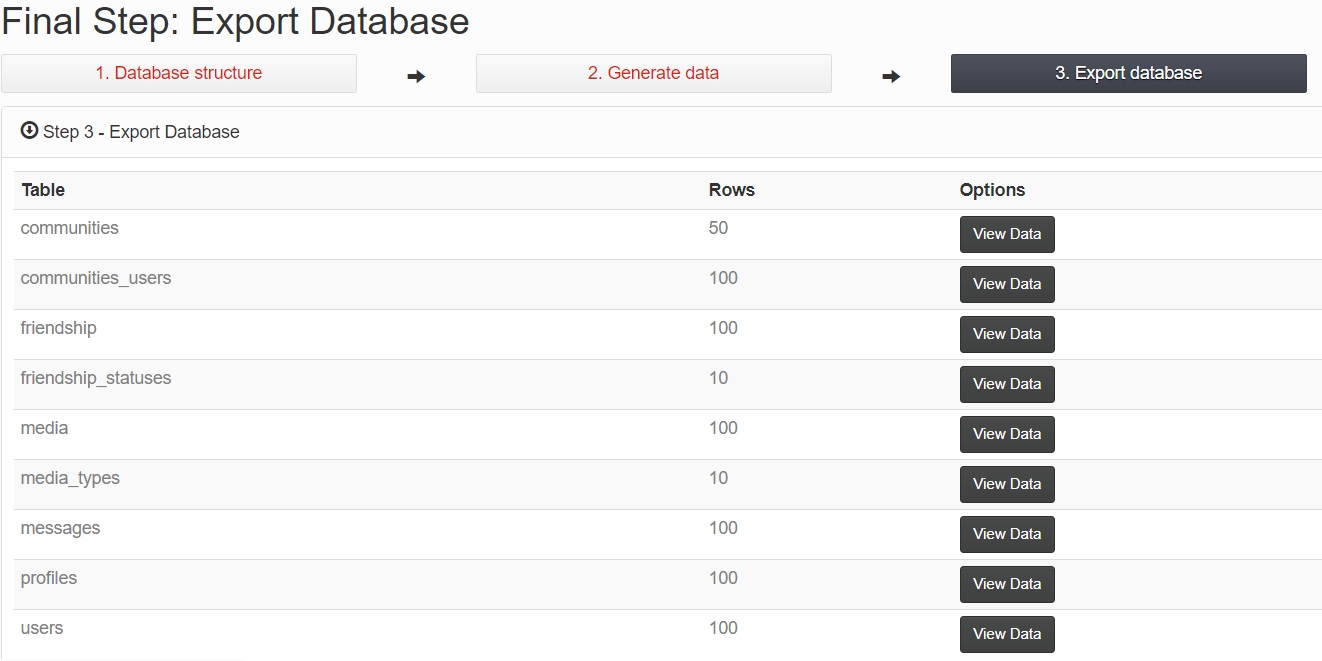 Final Step: Export Database
1. Database structure 2. Generate data 3. Export database
Step 3 - Export Database
Table Rows Options
communities 50 View Data
communities_users 100 View Data
friendship 100 View Data
friendship_statuses 10 View Data
media 100 View Data
media_types 10 View Data
messages 100 View Data
profiles 100 View Data
users 100 View Data